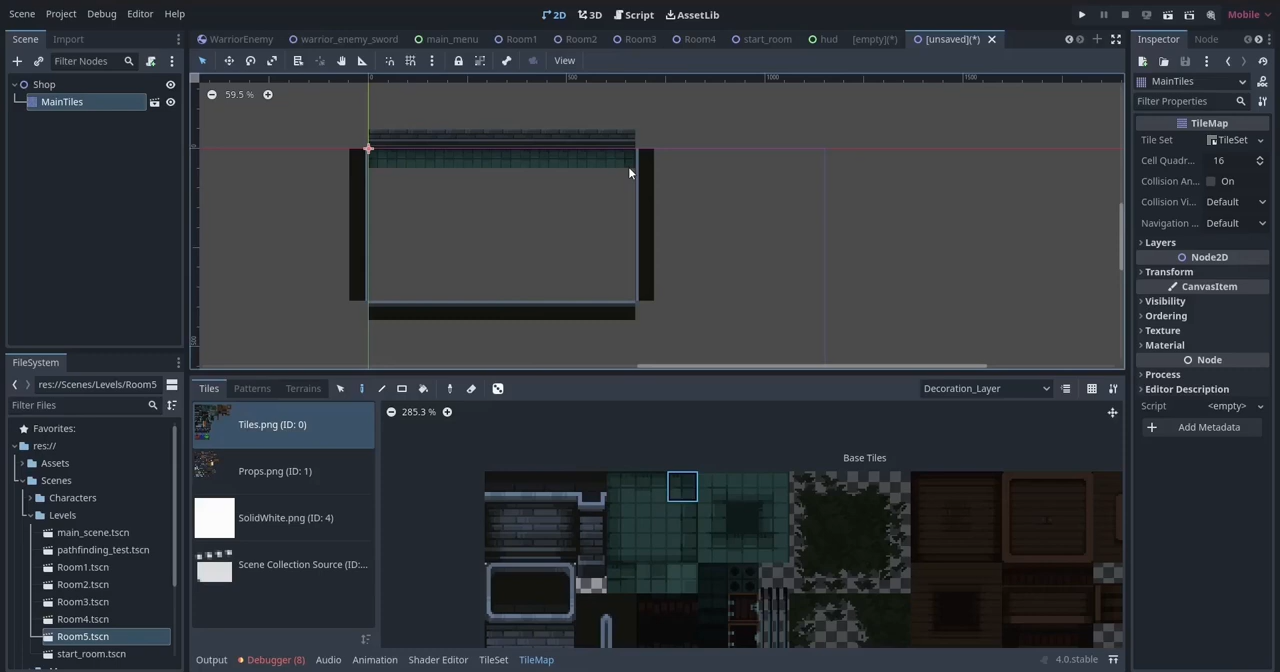 Scene Project Debug Editor Help
2D 3D Script AssetLib
Mobile
Scene Import
WarriorEnemy warrior_enemy_sword main_menu Room1 Room2 Room3 Room4 start_room hud [empty](*) [unsaved](*)
Inspector Node
Filter Nodes
View
Shop
MainTiles
59.5 %
0 500 1000 1500
MainTiles
Filter Properties
TileMap
Tile Set TileSet
Cell Quadr... 16
Collision An... On
Collision Vi... Default
Navigation ... Default
Layers
Node2D
Transform
CanvasItem
Visibility
Ordering
Texture
Material
Node
Process
Editor Description
Script <empty>
Add Metadata
FileSystem
res://Scenes/Levels/Room5
Filter Files
Favorites:
res://
Assets
Scenes
Characters
Levels
main_scene.tscn
pathfinding_test.tscn
Room1.tscn
Room2.tscn
Room3.tscn
Room4.tscn
Room5.tscn
start_room.tscn
Tiles Patterns Terrains
Decoration_Layer
285.3 %
Tiles.png (ID: 0)
Props.png (ID: 1)
SolidWhite.png (ID: 4)
Scene Collection Source (ID:...
Base Tiles
Output Debugger (8) Audio Animation Shader Editor TileSet TileMap
4.0.stable